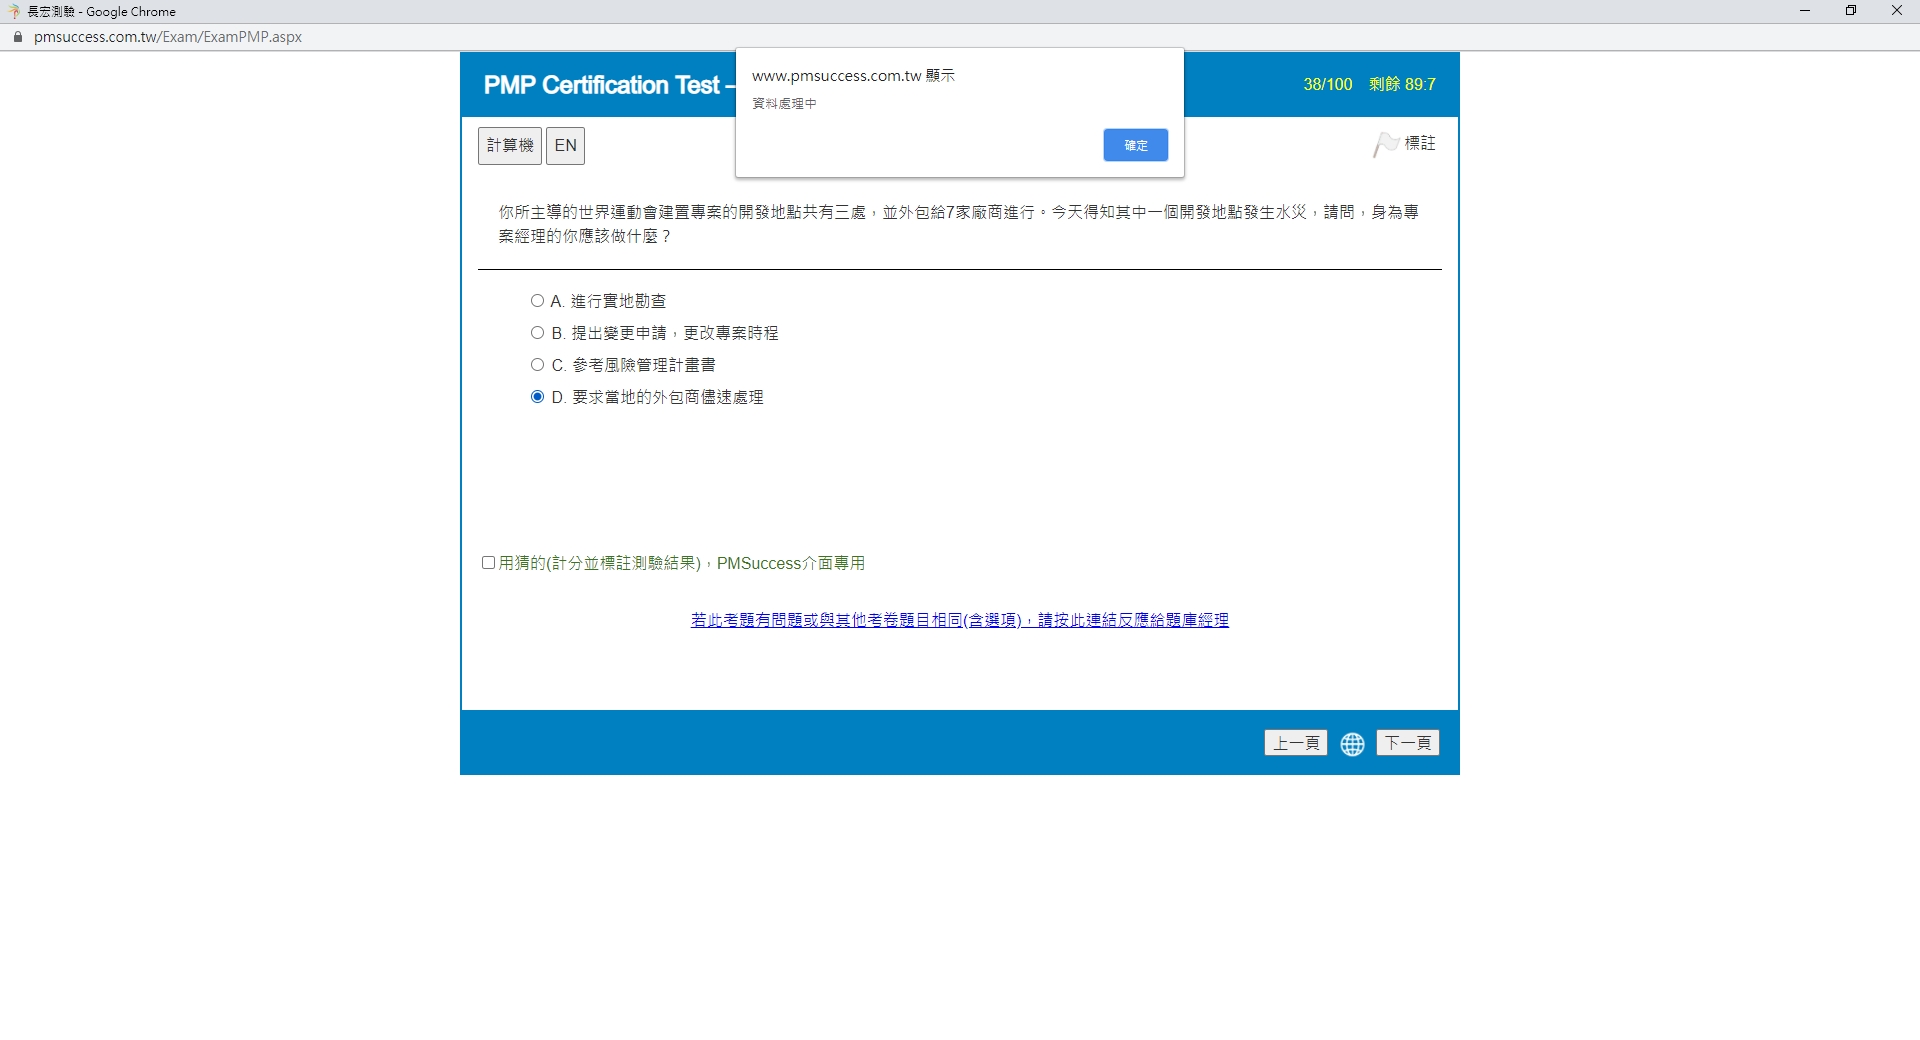 長宏測驗 - Google Chrome
pmsuccess.com.tw/Exam/ExamPMP.aspx
www.pmsuccess.com.tw 顯示
資料處理中
確定
PMP Certification Test –
38/100 剩餘 89:7
計算機 EN
標註
你所主導的世界運動會建置專案的開發地點共有三處，並外包給7家廠商進行。今天得知其中一個開發地點發生水災，請問，身為專
案經理的你應該做什麼？
A. 進行實地勘查
B. 提出變更申請，更改專案時程
C. 參考風險管理計畫書
D. 要求當地的外包商儘速處理
用猜的(計分並標註測驗結果)，PMSuccess介面專用
若此考題有問題或與其他考卷題目相同(含選項)，請按此連結反應給題庫經理
上一頁 下一頁